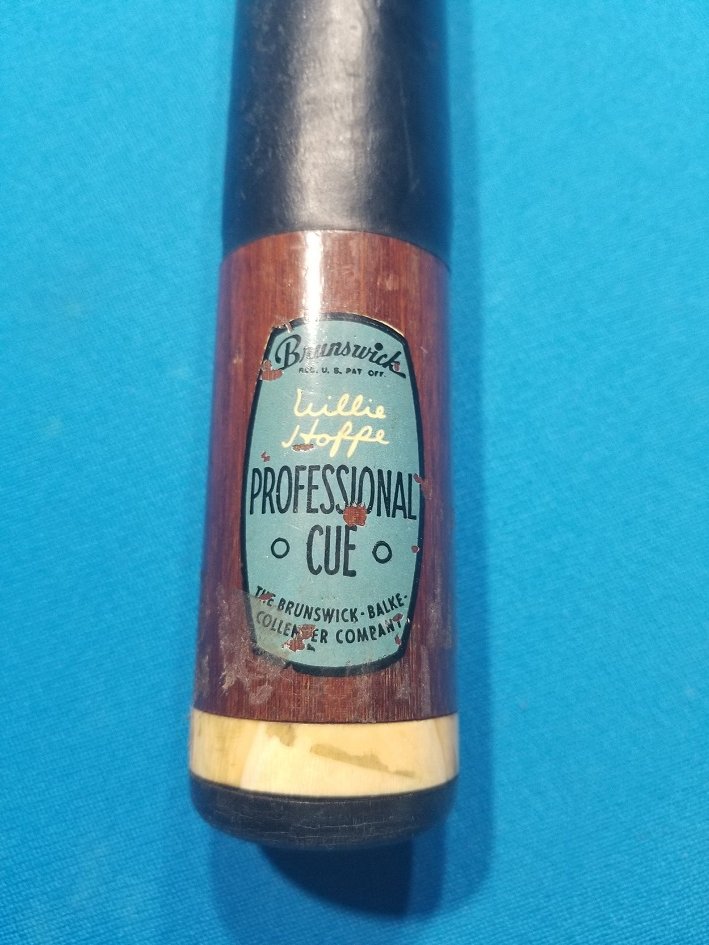 Brunswick
REG. U. S. PAT OFF.
Willie
Hoppe
PROFESSIONAL
CUE
THE BRUNSWICK-BALKE-
COLLENDER COMPANY